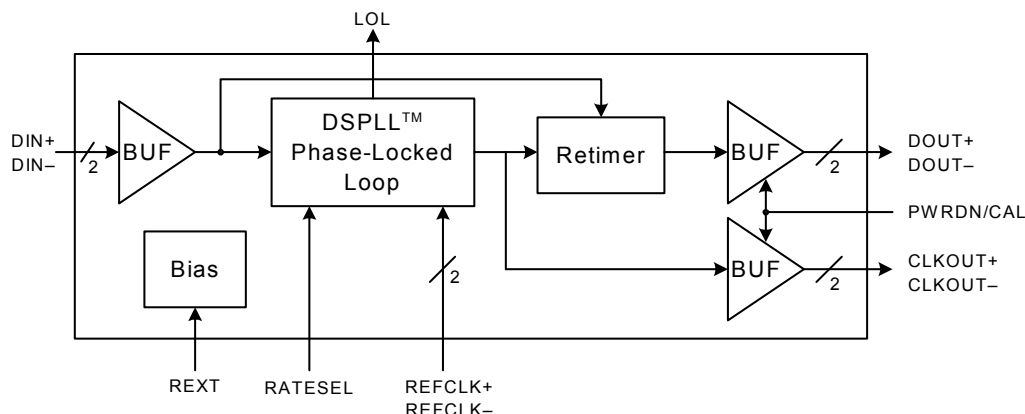 LOL
DSPLL™
Phase-Locked
Loop
BUF
Retimer
BUF
DIN+
DIN–
2
2
DOUT+
DOUT–
PWRDN/CAL
Bias
2
BUF
2
CLKOUT+
CLKOUT–
REXT
RATESEL
REFCLK+
REFCLK–